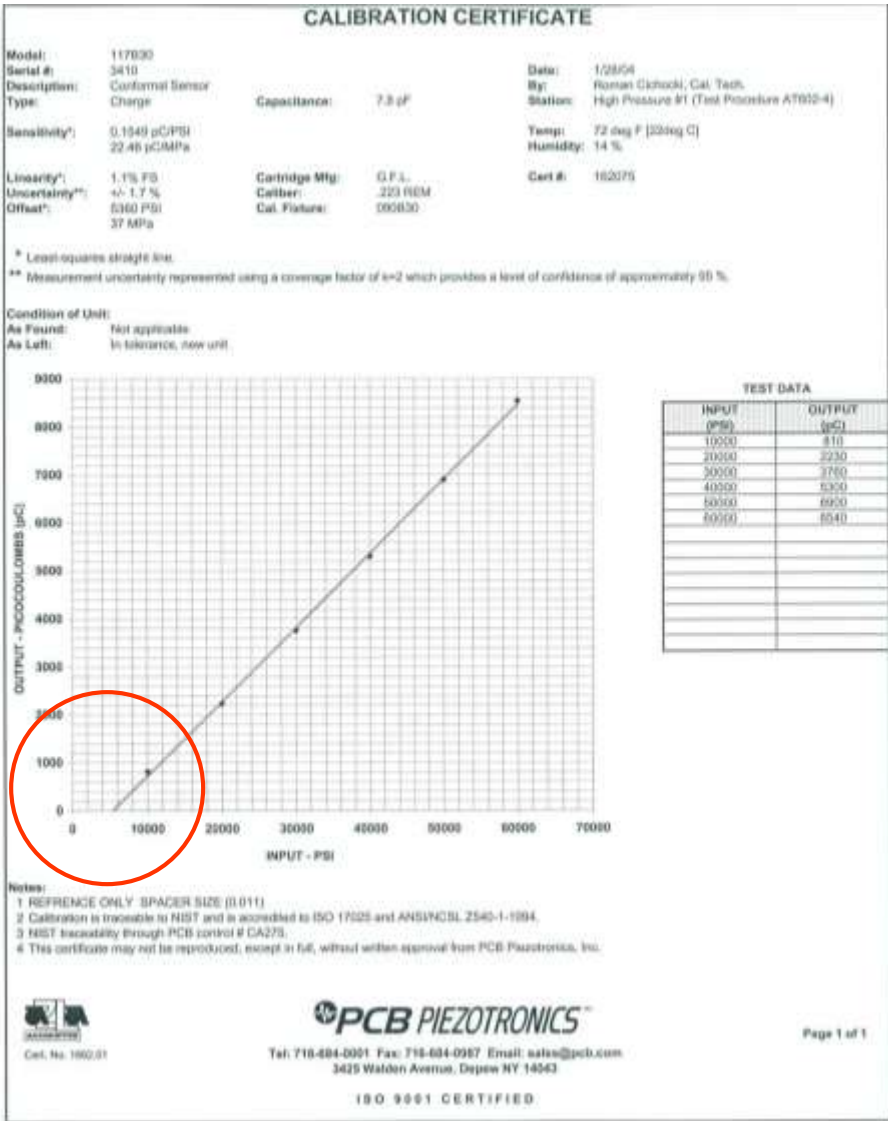 CALIBRATION CERTIFICATE
Model: 117B30
Serial #: 3410
Description: Conformal Sensor
Type: Charge
Capacitance: 7.8 pF
Date: 1/28/04
By: Roman Cichocki, Cal. Tech.
Station: High Pressure #1 (Test Procedure AT602-4)
Sensitivity*: 0.1549 pC/PSI
22.46 pC/MPa
Temp: 72 deg F [22deg C]
Humidity: 14 %
Linearity*: 1.1% FS
Uncertainty**: +/- 1.7 %
Offset*: 5360 PSI
37 MPa
Cartridge Mfg: G.F.L.
Caliber: .223 REM
Cal. Fixture: 090B30
Cert #: 162075
* Least-squares straight line.
** Measurement uncertainty represented using a coverage factor of k=2 which provides a level of confidence of approximately 95 %.
Condition of Unit:
As Found: Not applicable
As Left: In tolerance, new unit
9000
8000
7000
6000
5000
4000
3000
2000
1000
0
OUTPUT - PICOCOULOMBS (pC)
0 10000 20000 30000 40000 50000 60000 70000
INPUT - PSI
TEST DATA
INPUT OUTPUT
(PSI) (pC)
10000 810
20000 2230
30000 3760
40000 5300
50000 6900
60000 8540
Notes:
1 REFRENCE ONLY SPACER SIZE (0.011)
2 Calibration is traceable to NIST and is accredited to ISO 17025 and ANSI/NCSL Z540-1-1994.
3 NIST traceability through PCB control # CA275.
4 This certificate may not be reproduced, except in full, without written approval from PCB Piezotronics, Inc.
Cert. No. 1862.01
PCB PIEZOTRONICS
Page 1 of 1
Tel: 716-684-0001 Fax: 716-684-0987 Email: sales@pcb.com
3425 Walden Avenue, Depew NY 14043
ISO 9001 CERTIFIED